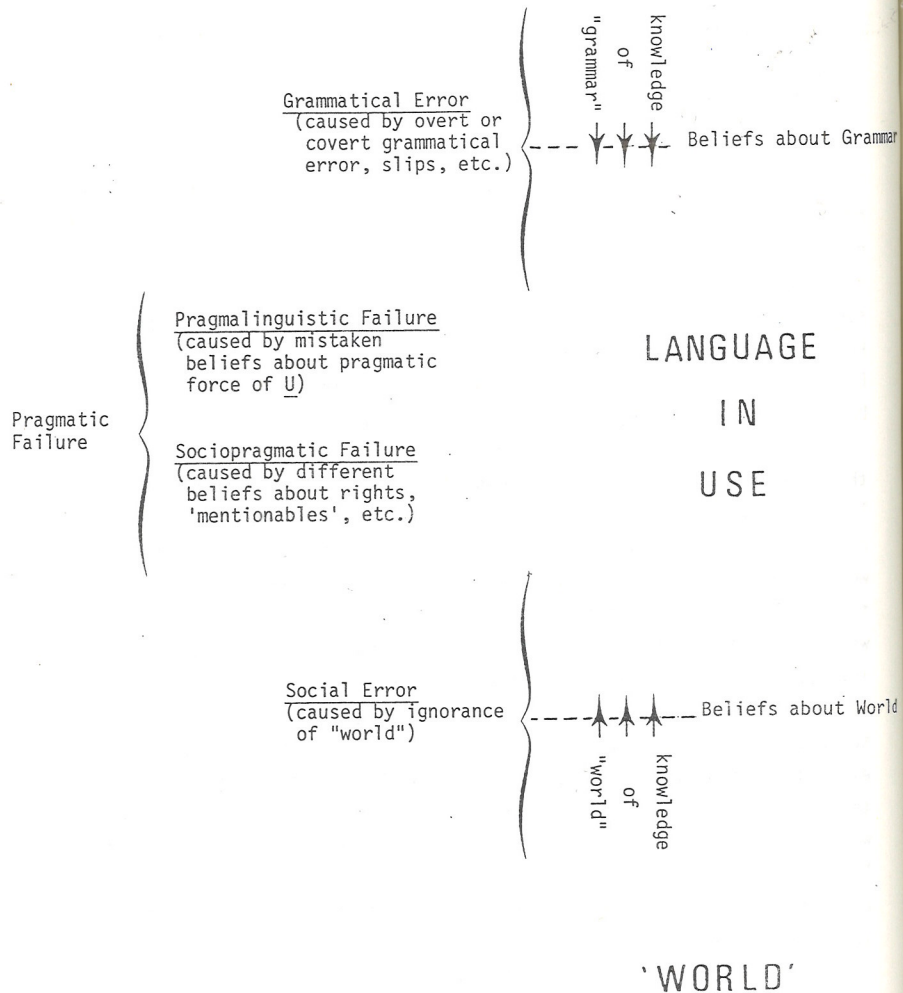 knowledge
of
"grammar"
Grammatical Error
(caused by overt or
covert grammatical
error, slips, etc.)
Beliefs about Grammar
Pragmalinguistic Failure
(caused by mistaken
beliefs about pragmatic
force of U)
LANGUAGE
IN
USE
Pragmatic
Failure
Sociopragmatic Failure
(caused by different
beliefs about rights,
'mentionables', etc.)
Social Error
(caused by ignorance
of "world")
Beliefs about World
knowledge
of
"world"
'WORLD'